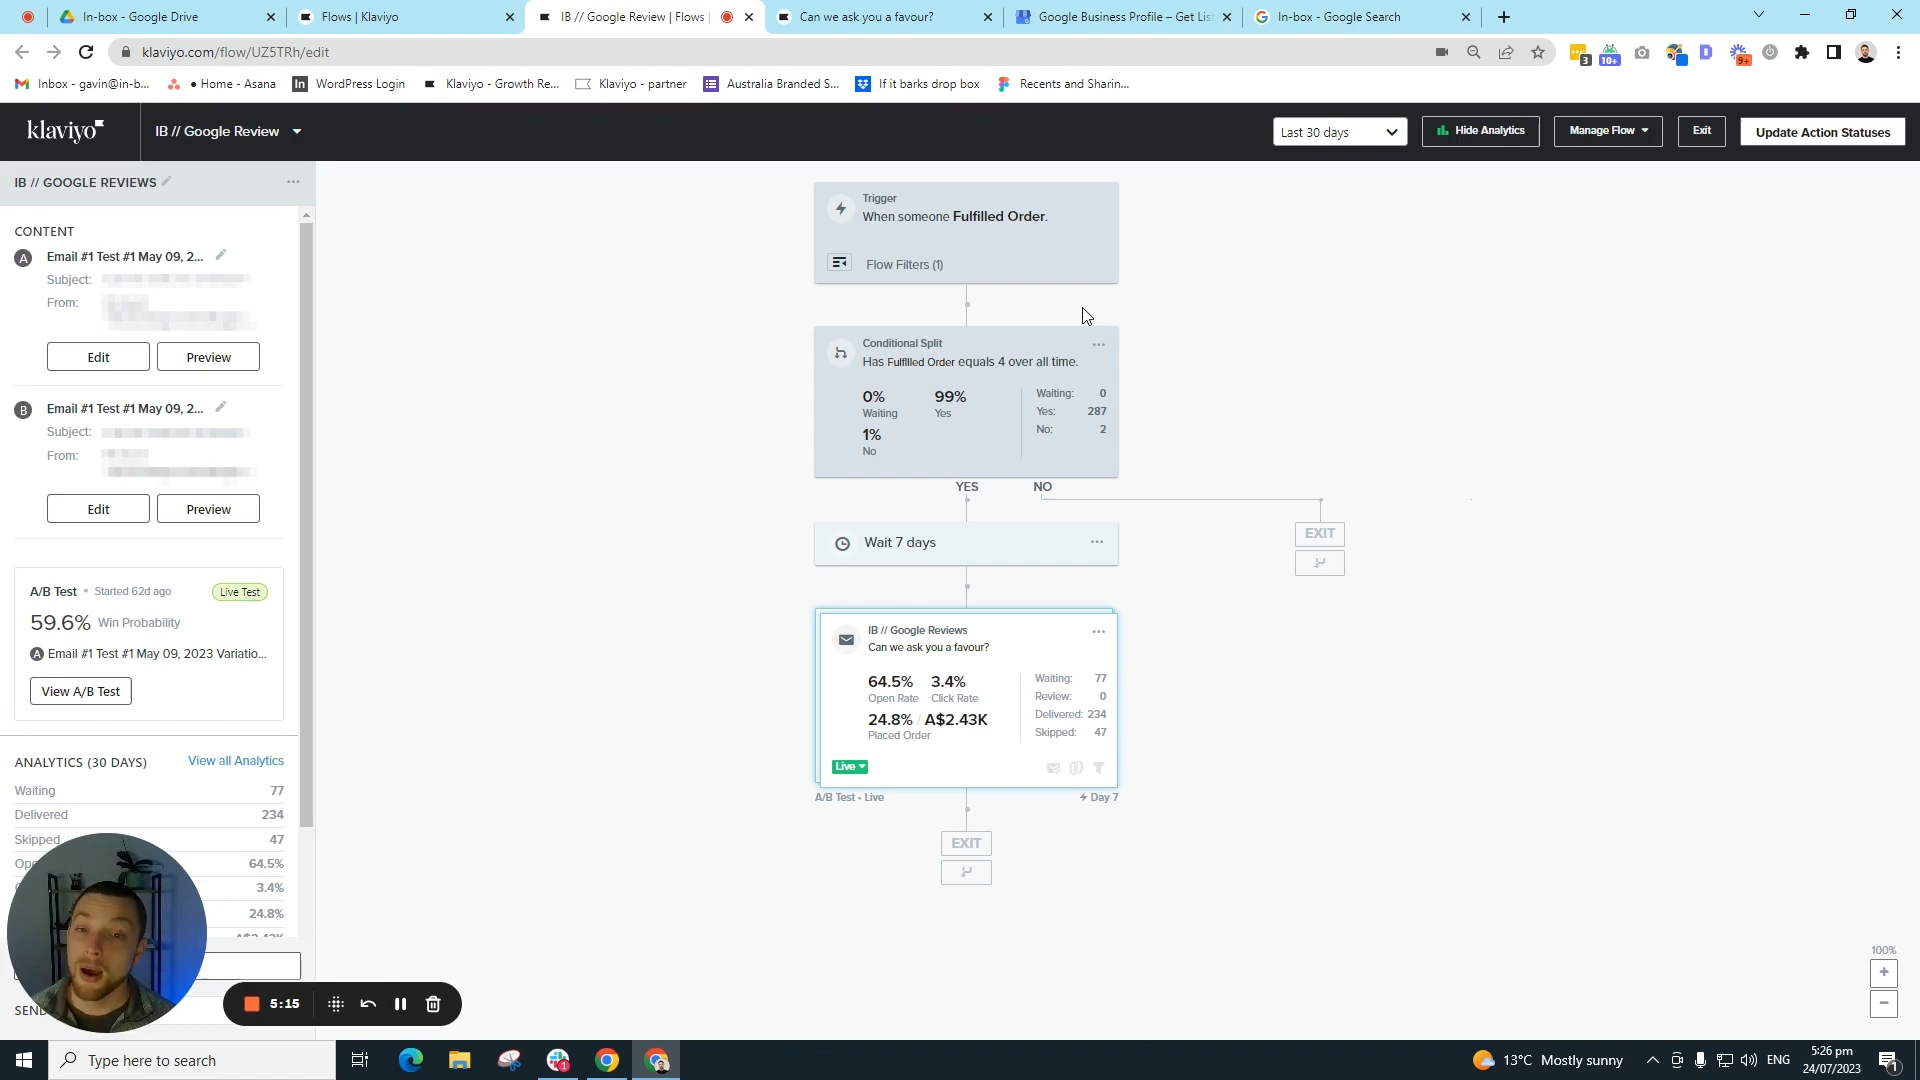 In-box - Google Drive
Flows | Klaviyo
IB // Google Review | Flows |
Can we ask you a favour?
Google Business Profile – Get List
In-box - Google Search
klaviyo.com/flow/UZ5TRh/edit
3
10+
9+
Inbox - gavin@in-b...
● Home - Asana
In
WordPress Login
Klaviyo - Growth Re...
Klaviyo - partner
Australia Branded S...
If it barks drop box
Recents and Sharin...
klaviyo
IB // Google Review
Last 30 days
Hide Analytics
Manage Flow
Exit
Update Action Statuses
IB // GOOGLE REVIEWS
CONTENT
A
Email #1 Test #1 May 09, 2...
Subject:
From:
Edit
Preview
B
Email #1 Test #1 May 09, 2...
Subject:
From:
Edit
Preview
A/B Test • Started 62d ago
Live Test
59.6% Win Probability
A Email #1 Test #1 May 09, 2023 Variatio...
View A/B Test
ANALYTICS (30 DAYS)
View all Analytics
Waiting 77
Delivered 234
Skipped 47
64.5%
3.4%
24.8%
Trigger
When someone Fulfilled Order.
Flow Filters (1)
Conditional Split
Has Fulfilled Order equals 4 over all time.
0%
Waiting
99%
Yes
1%
No
Waiting: 0
Yes: 287
No: 2
YES
NO
EXIT
Wait 7 days
IB // Google Reviews
Can we ask you a favour?
64.5%
Open Rate
3.4%
Click Rate
24.8% / A$2.43K
Placed Order
Waiting: 77
Review: 0
Delivered: 234
Skipped: 47
Live
A/B Test • Live
Day 7
EXIT
100%
+
−
5:15
Type here to search
1
13°C Mostly sunny
ENG
5:26 pm
24/07/2023
1